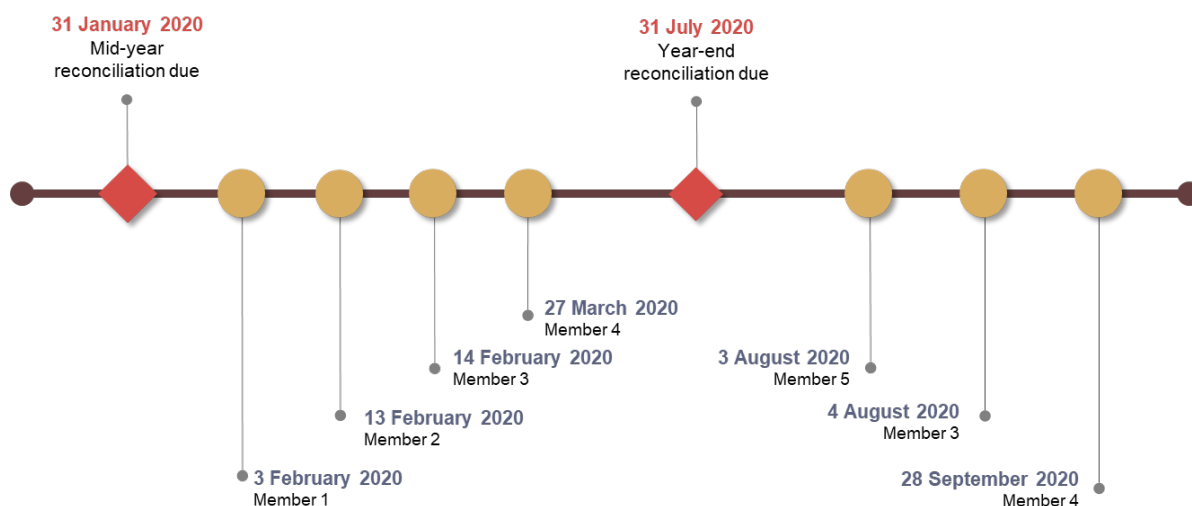 31 January 2020
Mid-year
reconciliation due
31 July 2020
Year-end
reconciliation due
27 March 2020
Member 4
14 February 2020
Member 3
13 February 2020
Member 2
3 February 2020
Member 1
3 August 2020
Member 5
4 August 2020
Member 3
28 September 2020
Member 4